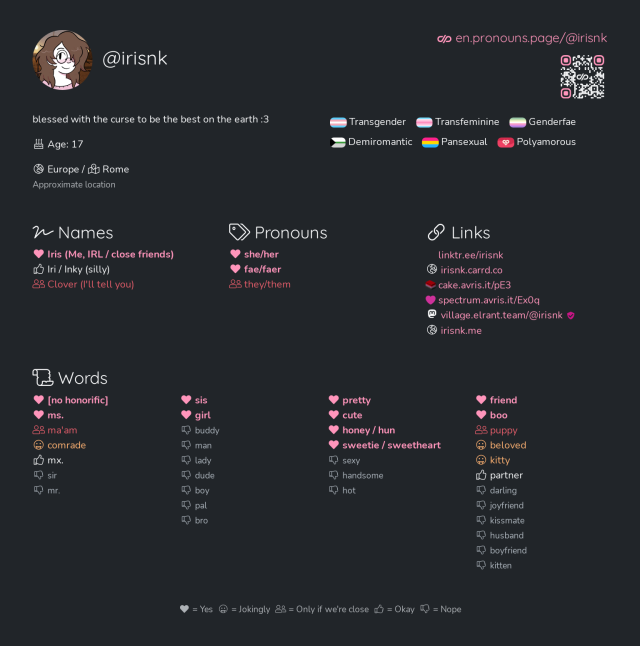 @irisnk
en.pronouns.page/@irisnk
blessed with the curse to be the best on the earth :3
Age: 17
Europe / Rome
Approximate location
Transgender Transfeminine Genderfae
Demiromantic Pansexual Polyamorous
Names
Iris (Me, IRL / close friends)
Iri / Inky (silly)
Clover (I'll tell you)
Pronouns
she/her
fae/faer
they/them
Links
linktr.ee/irisnk
irisnk.carrd.co
cake.avris.it/pE3
spectrum.avris.it/Ex0q
village.elrant.team/@irisnk
irisnk.me
Words
[no honorific]
ms.
ma'am
comrade
mx.
sir
mr.
sis
girl
buddy
man
lady
dude
boy
pal
bro
pretty
cute
honey / hun
sweetie / sweetheart
sexy
handsome
hot
friend
boo
puppy
beloved
kitty
partner
darling
joyfriend
kissmate
husband
boyfriend
kitten
= Yes = Jokingly = Only if we're close = Okay = Nope